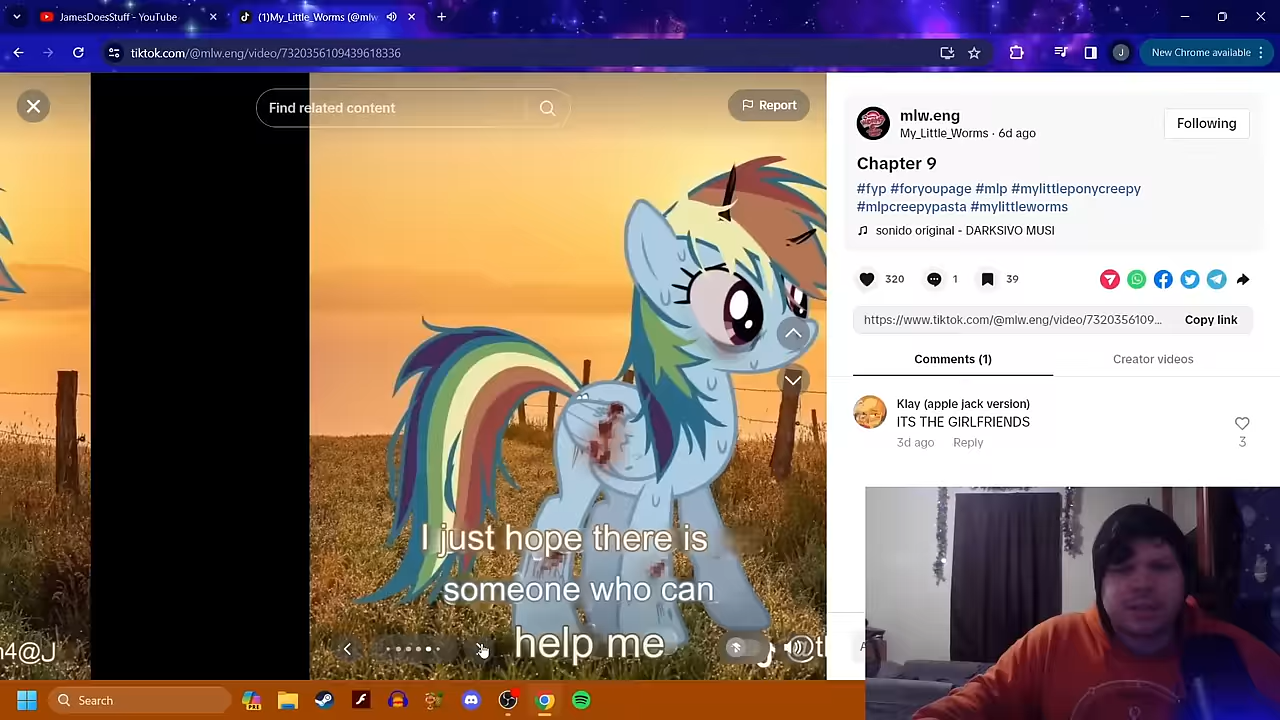 JamesDoesStuff - YouTube
(1)My_Little_Worms (@mlw
tiktok.com/@mlw.eng/video/7320356109439618336
J
New Chrome available
Find related content
Report
mlw.eng
My_Little_Worms · 6d ago
Following
Chapter 9
#fyp #foryoupage #mlp #mylittleponycreepy
#mlpcreepypasta #mylittleworms
sonido original - DARKSIVO MUSI
320
1
39
https://www.tiktok.com/@mlw.eng/video/7320356109...
Copy link
Comments (1)
Creator videos
Klay (apple jack version)
ITS THE GIRLFRIENDS
3d ago
Reply
3
I just hope there is
someone who can
help me
n4@J
@th
A
Search
PRE